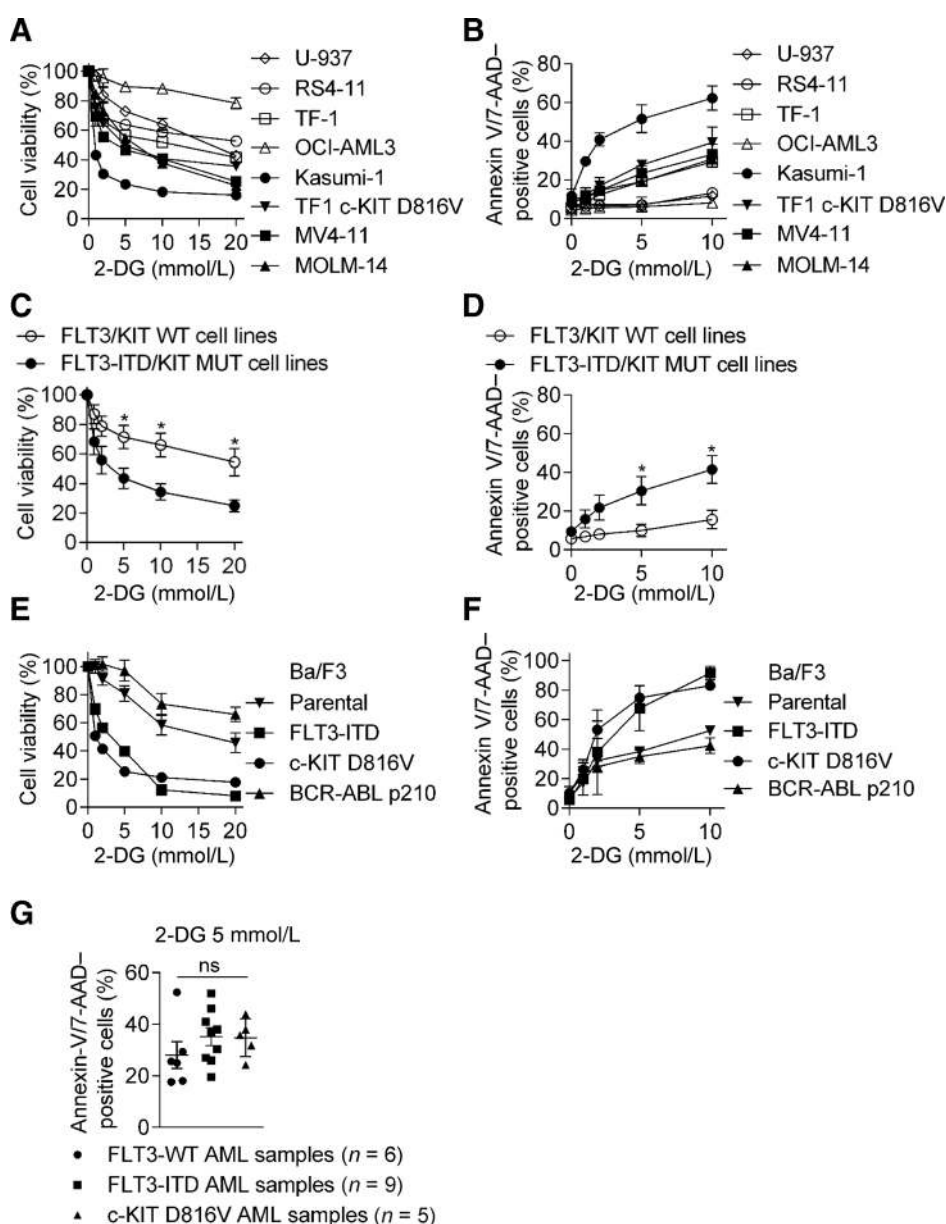 A
Cell viability (%)
100
80
60
40
20
0
0 5 10 15 20
2-DG (mmol/L)
U-937
RS4-11
TF-1
OCI-AML3
Kasumi-1
TF1 c-KIT D816V
MV4-11
MOLM-14
B
Annexin V/7-AAD–
positive cells (%)
80
60
40
20
0
0 5 10
2-DG (mmol/L)
U-937
RS4-11
TF-1
OCI-AML3
Kasumi-1
TF1 c-KIT D816V
MV4-11
MOLM-14
C
FLT3/KIT WT cell lines
FLT3-ITD/KIT MUT cell lines
Cell viability (%)
100
80
60
40
20
0
* * *
0 5 10 15 20
2-DG (mmol/L)
D
FLT3/KIT WT cell lines
FLT3-ITD/KIT MUT cell lines
Annexin V/7-AAD–
positive cells (%)
80
60
40
20
0
* *
0 5 10
2-DG (mmol/L)
E
Cell viability (%)
100
80
60
40
20
0
0 5 10 15 20
2-DG (mmol/L)
Ba/F3
Parental
FLT3-ITD
c-KIT D816V
BCR-ABL p210
F
Annexin V/7-AAD–
positive cells (%)
100
80
60
40
20
0
0 5 10
2-DG (mmol/L)
Ba/F3
Parental
FLT3-ITD
c-KIT D816V
BCR-ABL p210
G
2-DG 5 mmol/L
ns
Annexin-V/7-AAD–
positive cells (%)
60
40
20
0
FLT3-WT AML samples (n = 6)
FLT3-ITD AML samples (n = 9)
c-KIT D816V AML samples (n = 5)